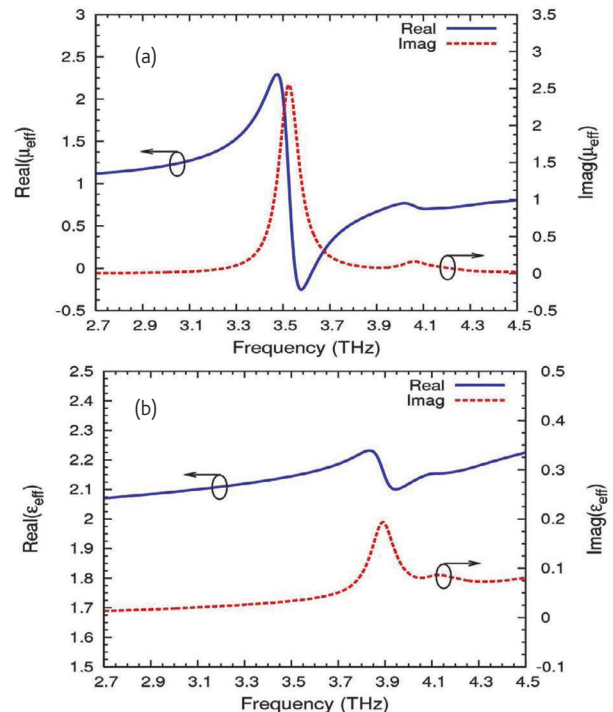 (a)
Real
Imag
Real(μeff)
Imag(μeff)
3
2.5
2
1.5
1
0.5
0
-0.5
3.5
3
2.5
2
1.5
1
0.5
0
-0.5
2.7 2.9 3.1 3.3 3.5 3.7 3.9 4.1 4.3 4.5
Frequency (THz)
(b)
Real
Imag
Real(εeff)
Imag(εeff)
2.5
2.4
2.3
2.2
2.1
2
1.9
1.8
1.7
1.6
1.5
0.5
0.4
0.3
0.2
0.1
0
-0.1
2.7 2.9 3.1 3.3 3.5 3.7 3.9 4.1 4.3 4.5
Frequency (THz)